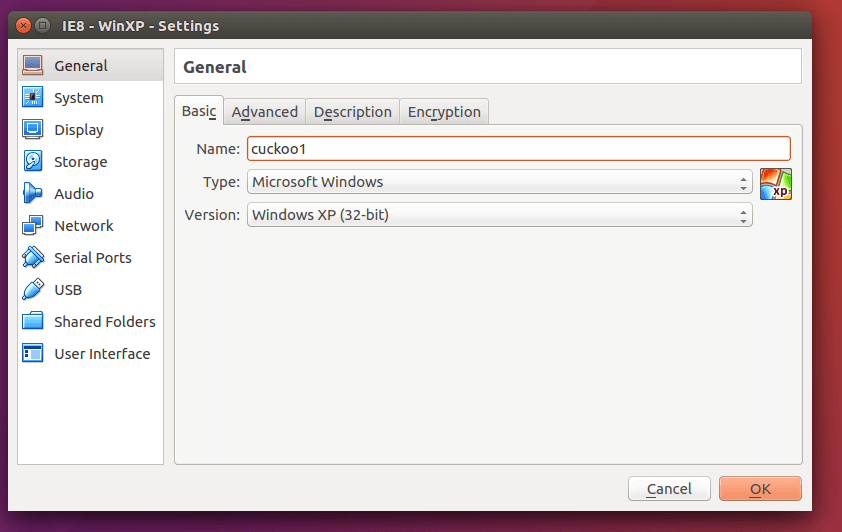 IE8 - WinXP - Settings
General
System
Display
Storage
Audio
Network
Serial Ports
USB
Shared Folders
User Interface
General
Basic Advanced Description Encryption
Name: cuckoo1
Type: Microsoft Windows
xp
Version: Windows XP (32-bit)
Cancel OK